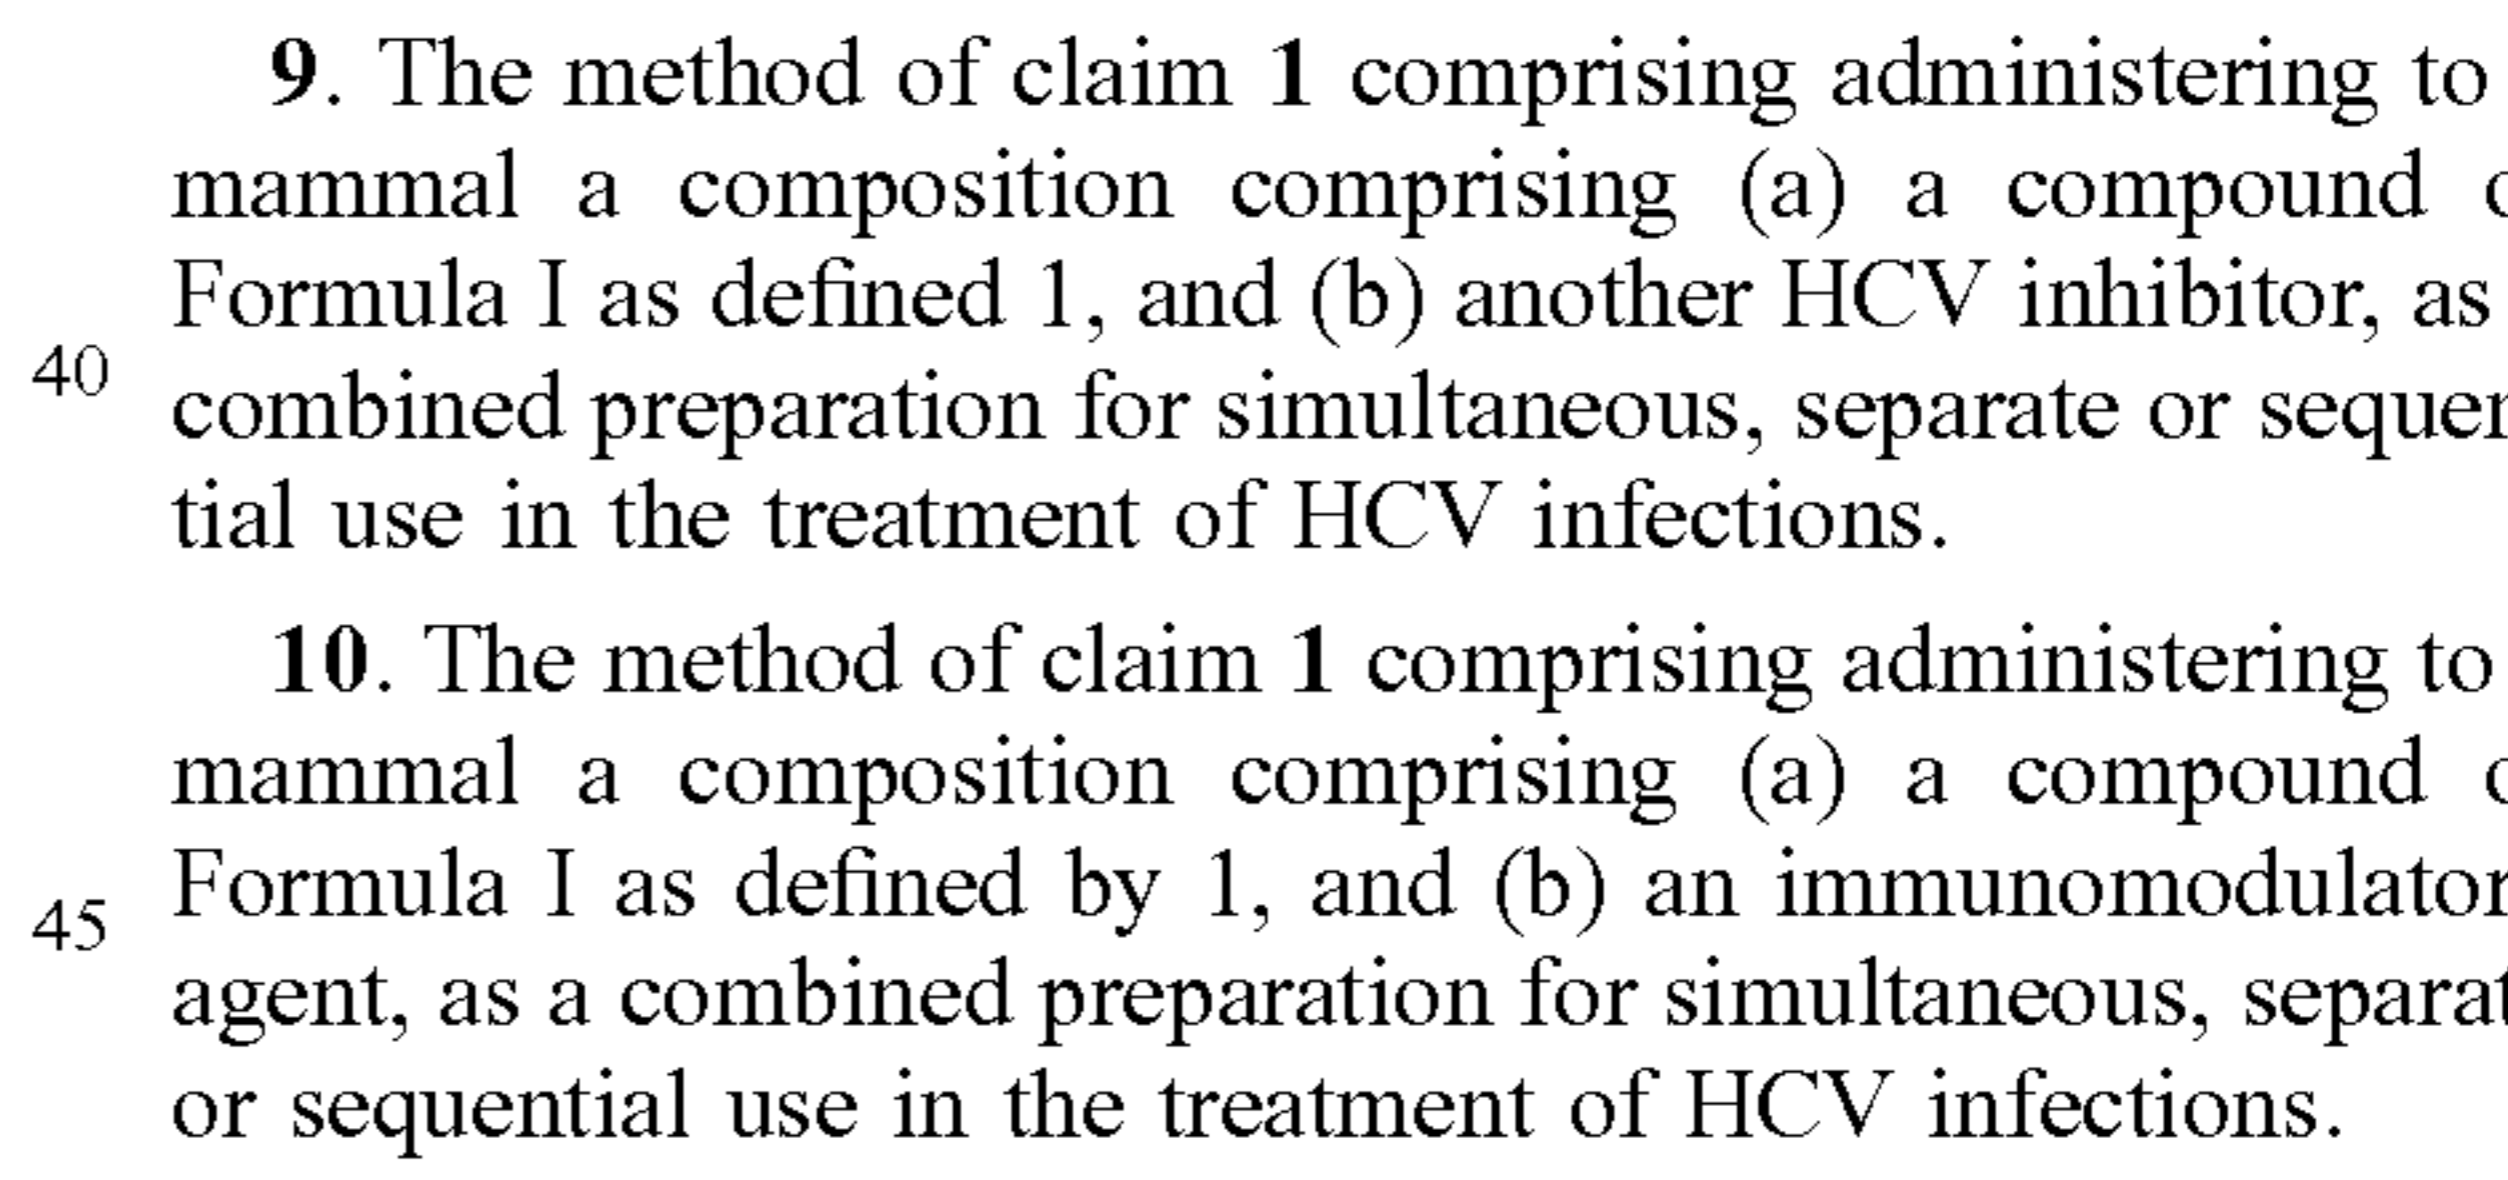 9. The method of claim 1 comprising administering to
mammal a composition comprising (a) a compound
Formula I as defined 1, and (b) another HCV inhibitor, as
40
combined preparation for simultaneous, separate or
tial use in the treatment of HCV infections.
10. The method of claim 1 comprising administering to
mammal a composition comprising (a) a compound
Formula I as defined by 1, and (b) an immunomodulator
45
agent, as a combined preparation for simultaneous,
or sequential use in the treatment of HCV infections.